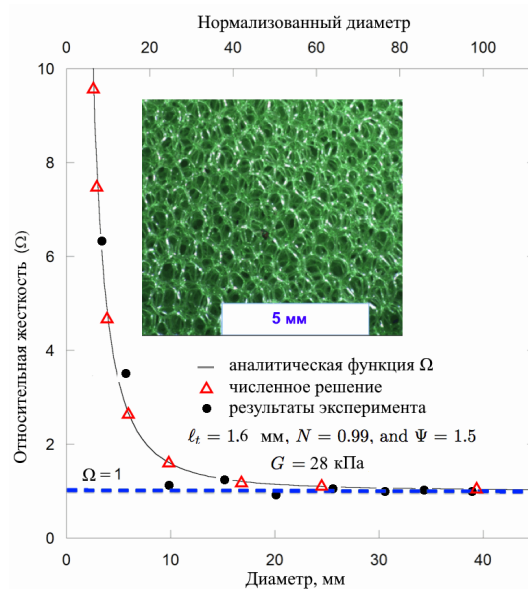 Нормализованный диаметр
0 20 40 60 80 100
10
8
6
4
2
0
Относительная жесткость (Ω)
5 мм
аналитическая функция Ω
численное решение
результаты эксперимента
ℓt = 1.6 мм, N = 0.99, and Ψ = 1.5
G = 28 кПа
Ω = 1
0 10 20 30 40
Диаметр, мм